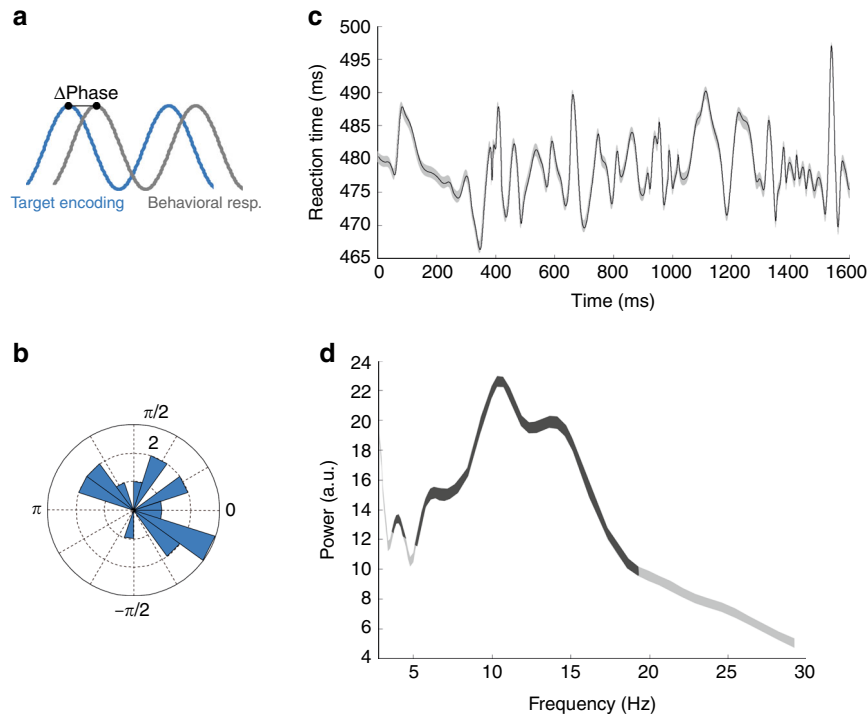 a
ΔPhase
Target encoding Behavioral resp.
b
π/2
2
π
0
−π/2
c
500
495
490
485
480
475
470
465
Reaction time (ms)
0 200 400 600 800 1000 1200 1400 1600
Time (ms)
d
24
22
20
18
16
14
12
10
8
6
4
Power (a.u.)
5 10 15 20 25 30
Frequency (Hz)